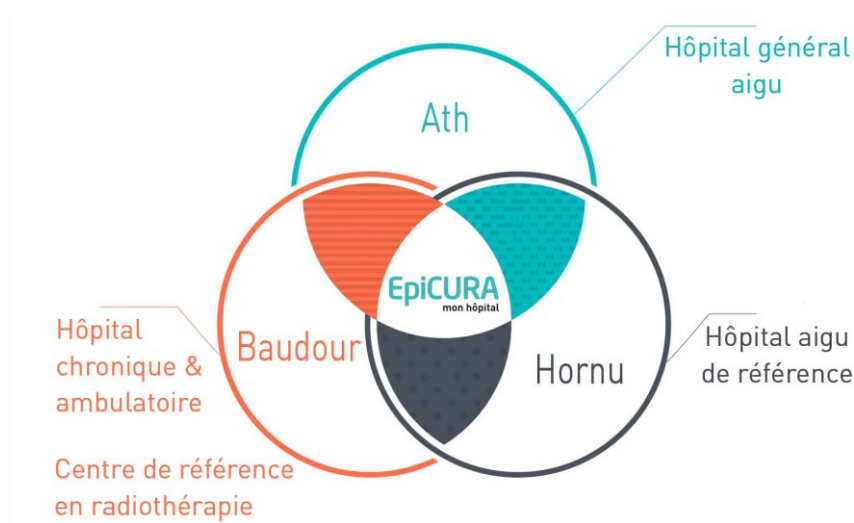 Hôpital général
aigu
Ath
EpiCURA
mon hôpital
Hôpital
chronique &
ambulatoire
Baudour
Hornu
Hôpital aigu
de référence
Centre de référence
en radiothérapie